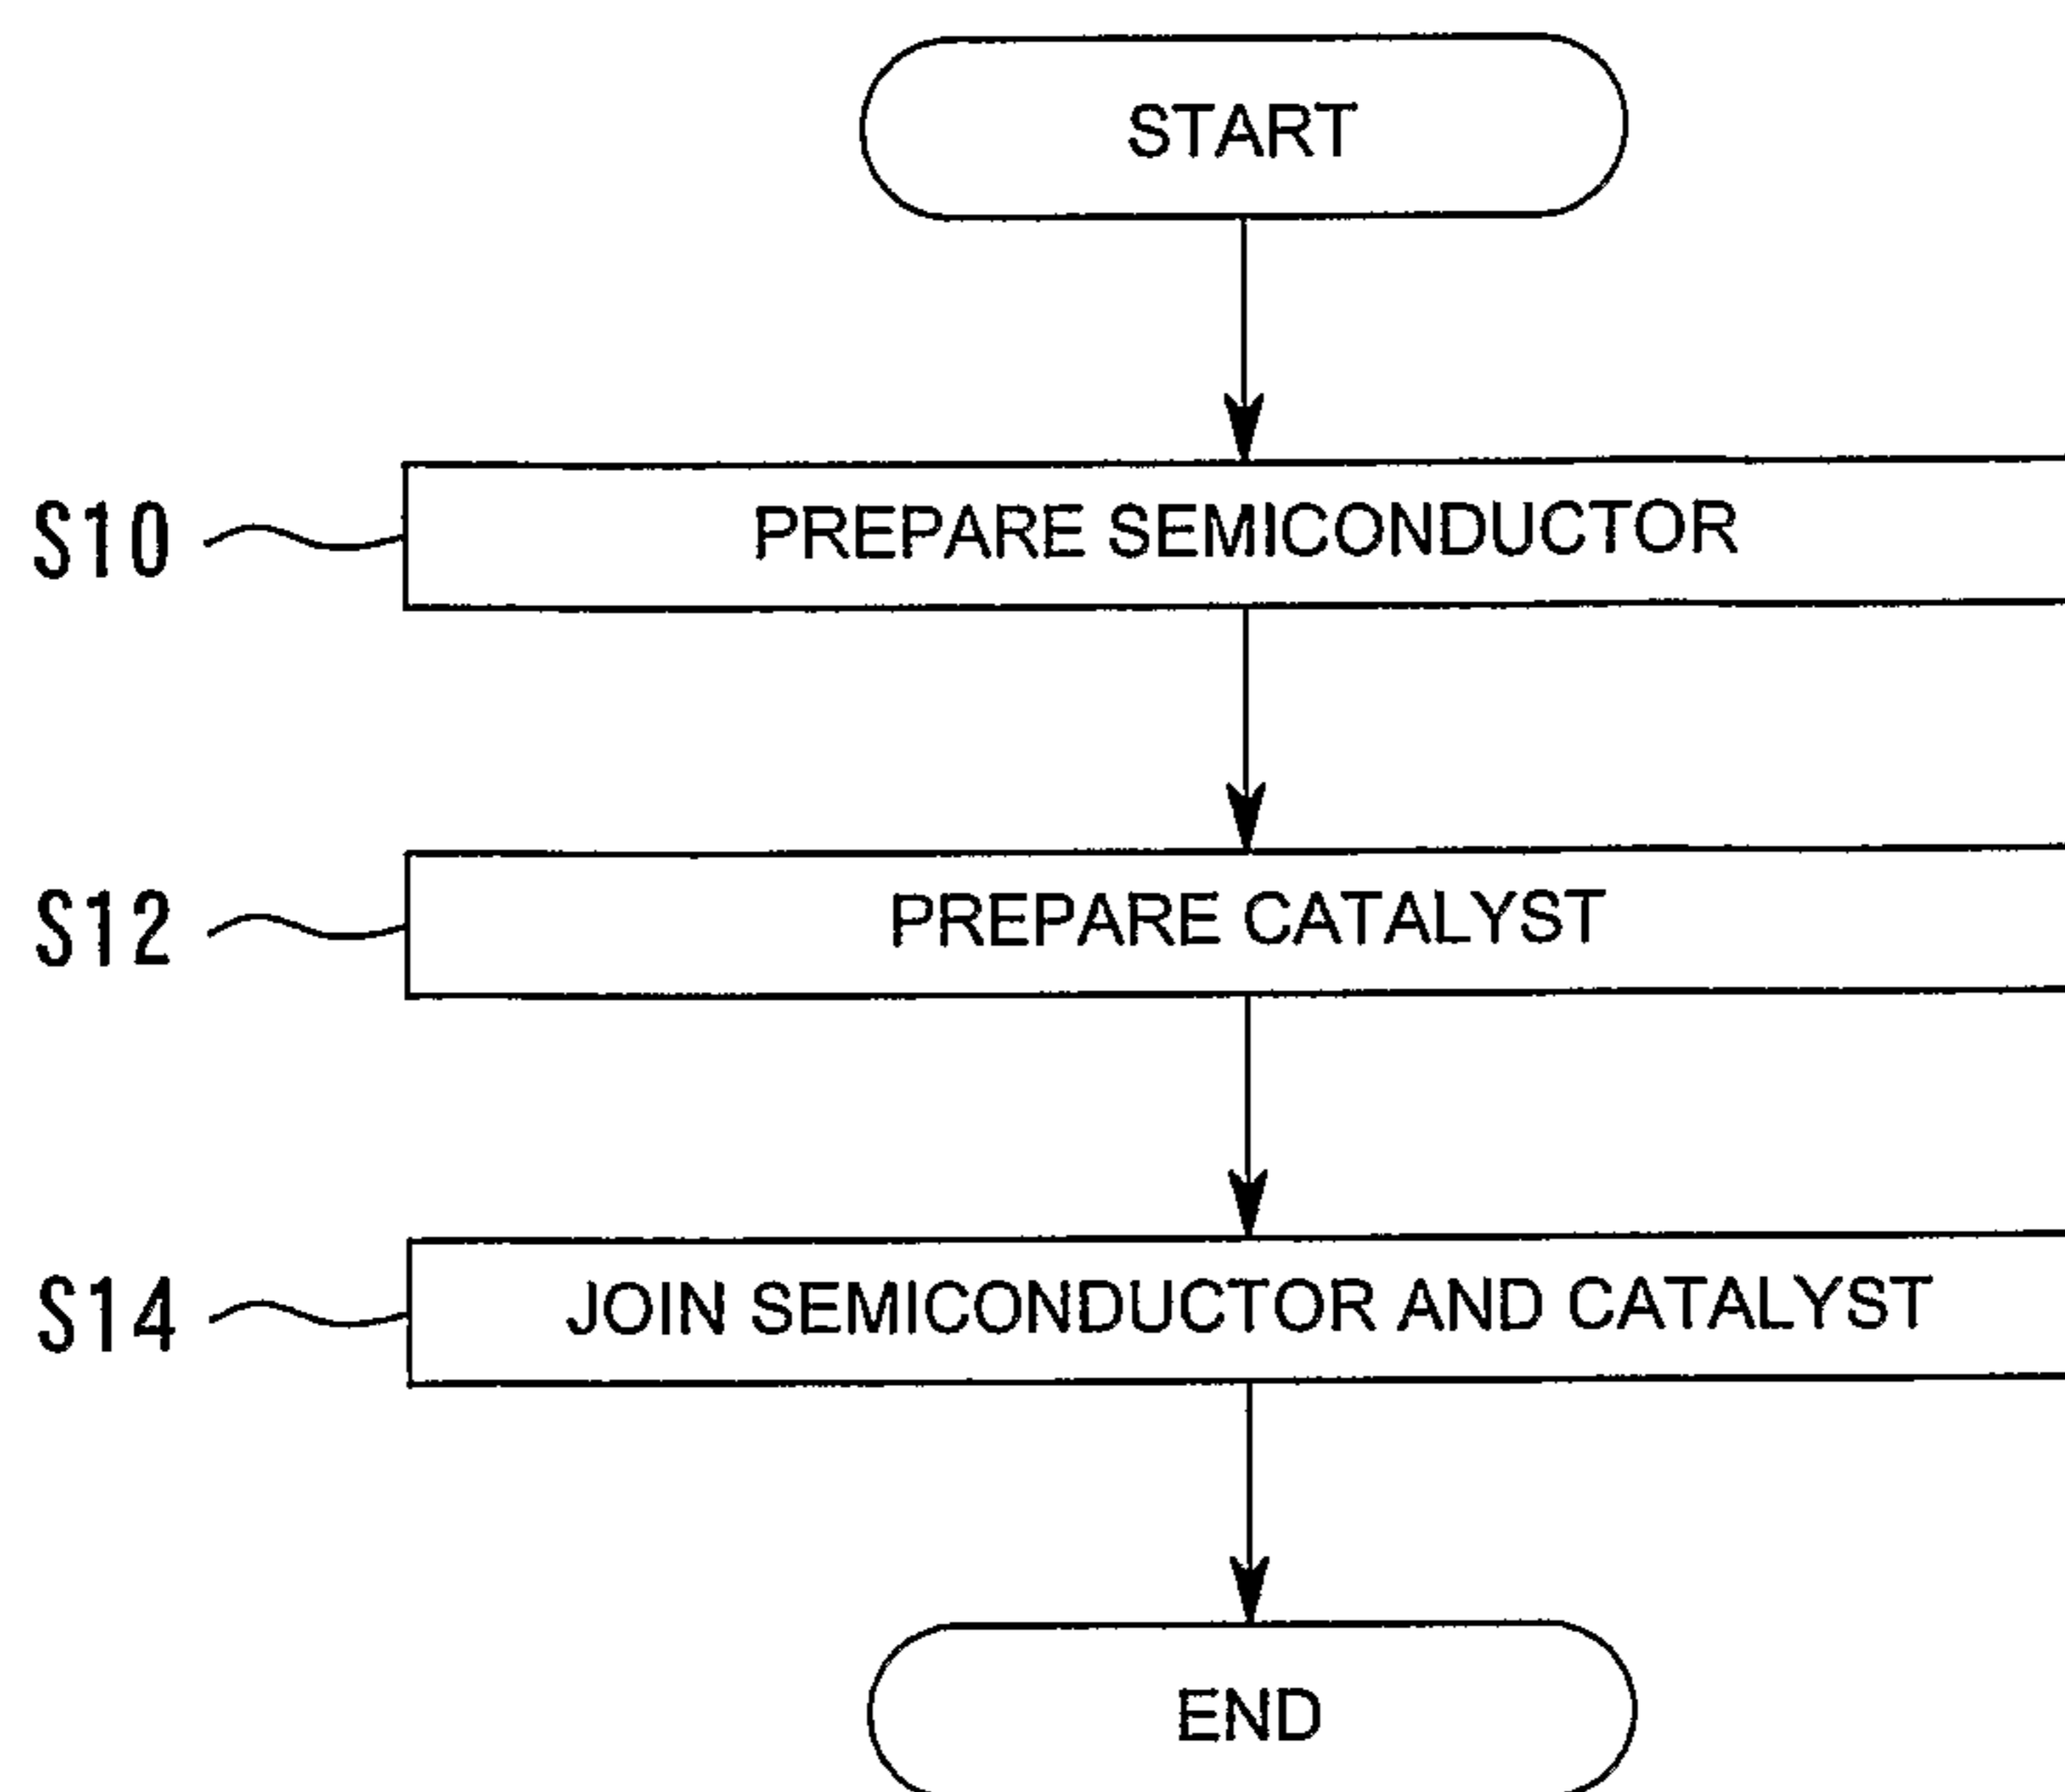 START
S10 PREPARE SEMICONDUCTOR
S12 PREPARE CATALYST
S14 JOIN SEMICONDUCTOR AND CATALYST
END